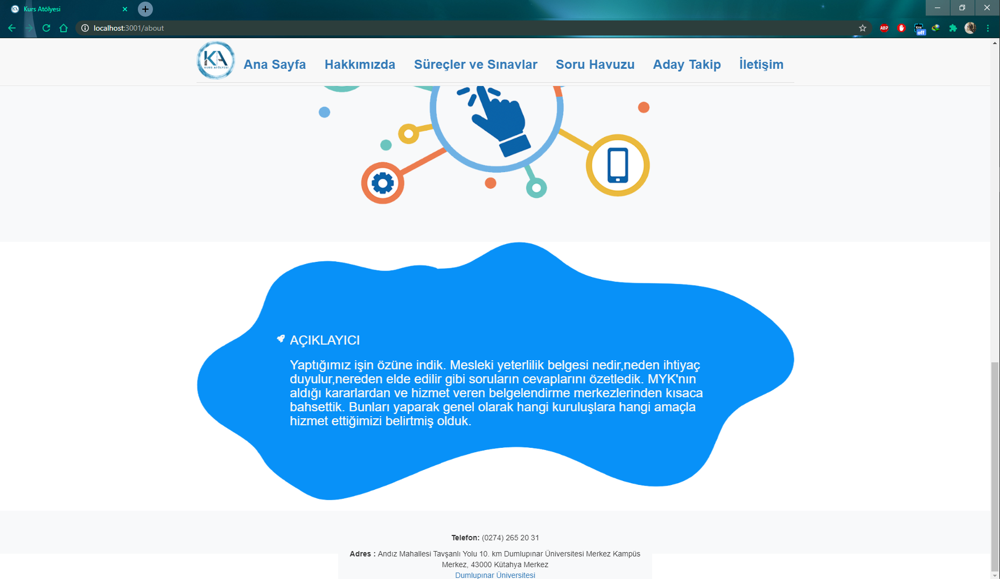 Kurs Atölyesi
localhost:3001/about
ABP
off
KA
KURS ATÖLYESİ
Ana Sayfa Hakkımızda Süreçler ve Sınavlar Soru Havuzu Aday Takip İletişim
AÇIKLAYICI
Yaptığımız işin özüne indik. Mesleki yeterlilik belgesi nedir,neden ihtiyaç
duyulur,nereden elde edilir gibi soruların cevaplarını özetledik. MYK'nın
aldığı kararlardan ve hizmet veren belgelendirme merkezlerinden kısaca
bahsettik. Bunları yaparak genel olarak hangi kuruluşlara hangi amaçla
hizmet ettiğimizi belirtmiş olduk.
Telefon: (0274) 265 20 31
Adres : Andız Mahallesi Tavşanlı Yolu 10. km Dumlupınar Üniversitesi Merkez Kampüs
Merkez, 43000 Kütahya Merkez
Dumlupınar Üniversitesi